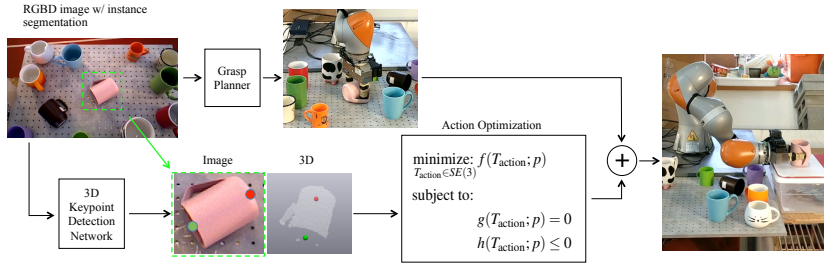 RGBD image w/ instance
segmentation
Grasp
Planner
3D
Keypoint
Detection
Network
Image
3D
Action Optimization
minimize: f(T_action; p)
T_action∈SE(3)
subject to:
g(T_action; p) = 0
h(T_action; p) ≤ 0
+